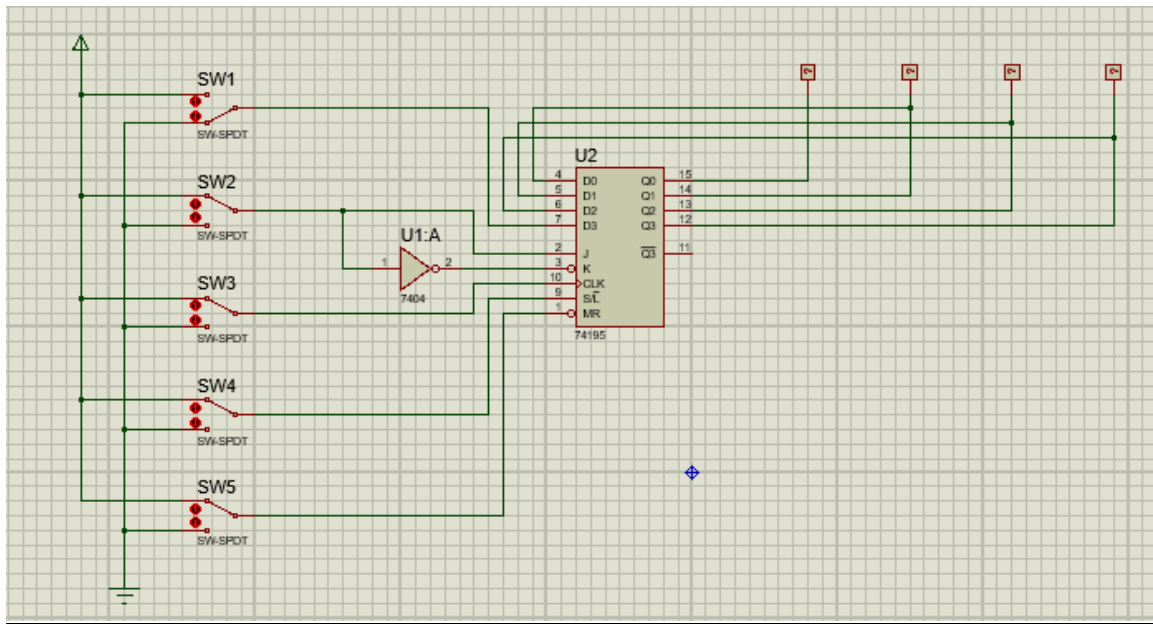 SW1
SW-SPDT
SW2
SW-SPDT
SW3
SW-SPDT
SW4
SW-SPDT
SW5
SW-SPDT
U1:A
1
2
7404
U2
4 D0 Q0 15
5 D1 Q1 14
6 D2 Q2 13
7 D3 Q3 12
2 J Q3 11
3 K
10 CLK
9 S/L
1 MR
74195
? ? ? ?